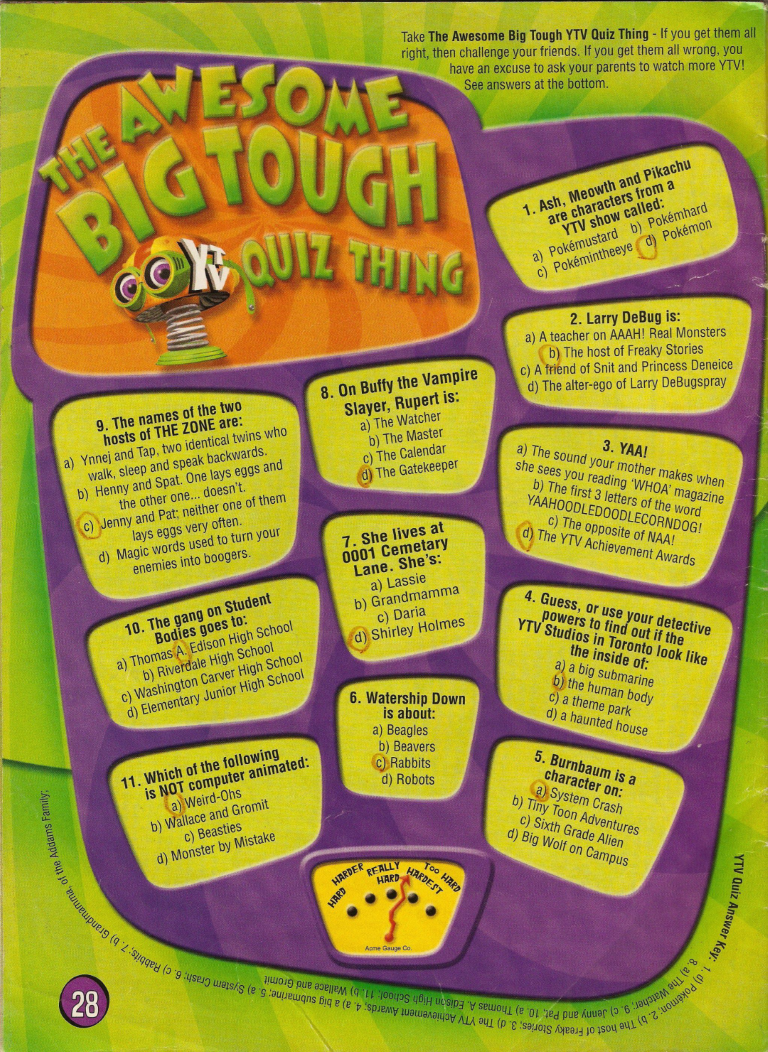 Take The Awesome Big Tough YTV Quiz Thing - If you get them all
right, then challenge your friends. If you get them all wrong, you
have an excuse to ask your parents to watch more YTV!
See answers at the bottom.
THE AWESOME
BIG TOUGH
YTV QUIZ THING
1. Ash, Meowth and Pikachu
are characters from a
YTV show called:
a) Pokémustard b) Pokémhard
c) Pokémintheeye d) Pokémon
2. Larry DeBug is:
a) A teacher on AAAH! Real Monsters
b) The host of Freaky Stories
c) A friend of Snit and Princess Deneice
d) The alter-ego of Larry DeBugspray
3. YAA!
a) The sound your mother makes when
she sees you reading 'WHOA' magazine
b) The first 3 letters of the word
YAAHOODLEDOODLECORNDOG!
c) The opposite of NAA!
d) The YTV Achievement Awards
4. Guess, or use your detective
powers to find out if the
YTV Studios in Toronto look like
the inside of:
a) a big submarine
b) the human body
c) a theme park
d) a haunted house
5. Burnbaum is a
character on:
a) System Crash
b) Tiny Toon Adventures
c) Sixth Grade Alien
d) Big Wolf on Campus
6. Watership Down
is about:
a) Beagles
b) Beavers
c) Rabbits
d) Robots
7. She lives at
0001 Cemetary
Lane. She's:
a) Lassie
b) Grandmamma
c) Daria
d) Shirley Holmes
8. On Buffy the Vampire
Slayer, Rupert is:
a) The Watcher
b) The Master
c) The Calendar
d) The Gatekeeper
9. The names of the two
hosts of THE ZONE are:
a) Ynnej and Tap, two identical twins who
walk, sleep and speak backwards.
b) Henny and Spat. One lays eggs and
the other one... doesn't.
c) Jenny and Pat; neither one of them
lays eggs very often.
d) Magic words used to turn your
enemies into boogers.
10. The gang on Student
Bodies goes to:
a) Thomas A. Edison High School
b) Riverdale High School
c) Washington Carver High School
d) Elementary Junior High School
11. Which of the following
is NOT computer animated:
a) Weird-Ohs
b) Wallace and Gromit
c) Beasties
d) Monster by Mistake
HARD HARDER REALLY HARD HARDEST TOO HARD
Acme Gauge Co.
YTV Quiz Answer Key: 1. d) Pokémon; 2. b) The host of Freaky Stories; 3. d) The YTV Achievement Awards; 4. a) a big submarine; 5. a) System Crash; 6. c) Rabbits; 7. b) Grandmamma, of the Addams Family;
8. a) The Watcher; 9. c) Jenny and Pat; 10. a) Thomas A. Edison High School; 11. b) Wallace and Gromit
28